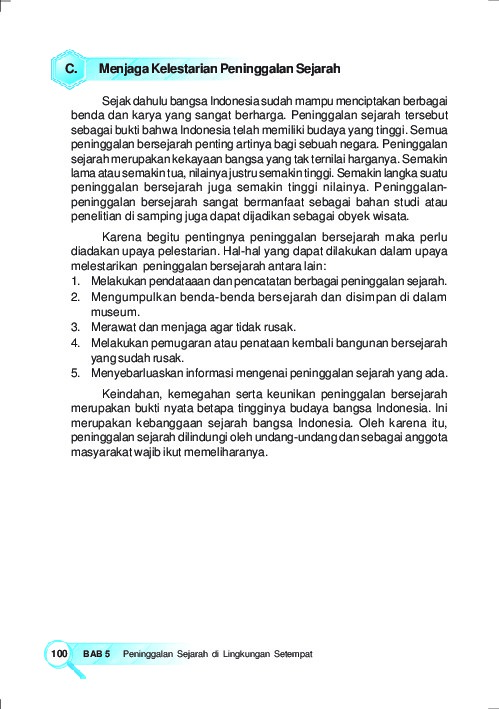 C. Menjaga Kelestarian Peninggalan Sejarah
Sejak dahulu bangsa Indonesia sudah mampu menciptakan berbagai
benda dan karya yang sangat berharga. Peninggalan sejarah tersebut
sebagai bukti bahwa Indonesia telah memiliki budaya yang tinggi. Semua
peninggalan bersejarah penting artinya bagi sebuah negara. Peninggalan
sejarah merupakan kekayaan bangsa yang tak ternilai harganya. Semakin
lama atau semakin tua, nilainya justru semakin tinggi. Semakin langka suatu
peninggalan bersejarah juga semakin tinggi nilainya. Peninggalan-
peninggalan bersejarah sangat bermanfaat sebagai bahan studi atau
penelitian di samping juga dapat dijadikan sebagai obyek wisata.
Karena begitu pentingnya peninggalan bersejarah maka perlu
diadakan upaya pelestarian. Hal-hal yang dapat dilakukan dalam upaya
melestarikan peninggalan bersejarah antara lain:
1. Melakukan pendataaan dan pencatatan berbagai peninggalan sejarah.
2. Mengumpulkan benda-benda bersejarah dan disimpan di dalam
museum.
3. Merawat dan menjaga agar tidak rusak.
4. Melakukan pemugaran atau penataan kembali bangunan bersejarah
yang sudah rusak.
5. Menyebarluaskan informasi mengenai peninggalan sejarah yang ada.
Keindahan, kemegahan serta keunikan peninggalan bersejarah
merupakan bukti nyata betapa tingginya budaya bangsa Indonesia. Ini
merupakan kebanggaan sejarah bangsa Indonesia. Oleh karena itu,
peninggalan sejarah dilindungi oleh undang-undang dan sebagai anggota
masyarakat wajib ikut memeliharanya.
100 BAB 5 Peninggalan Sejarah di Lingkungan Setempat